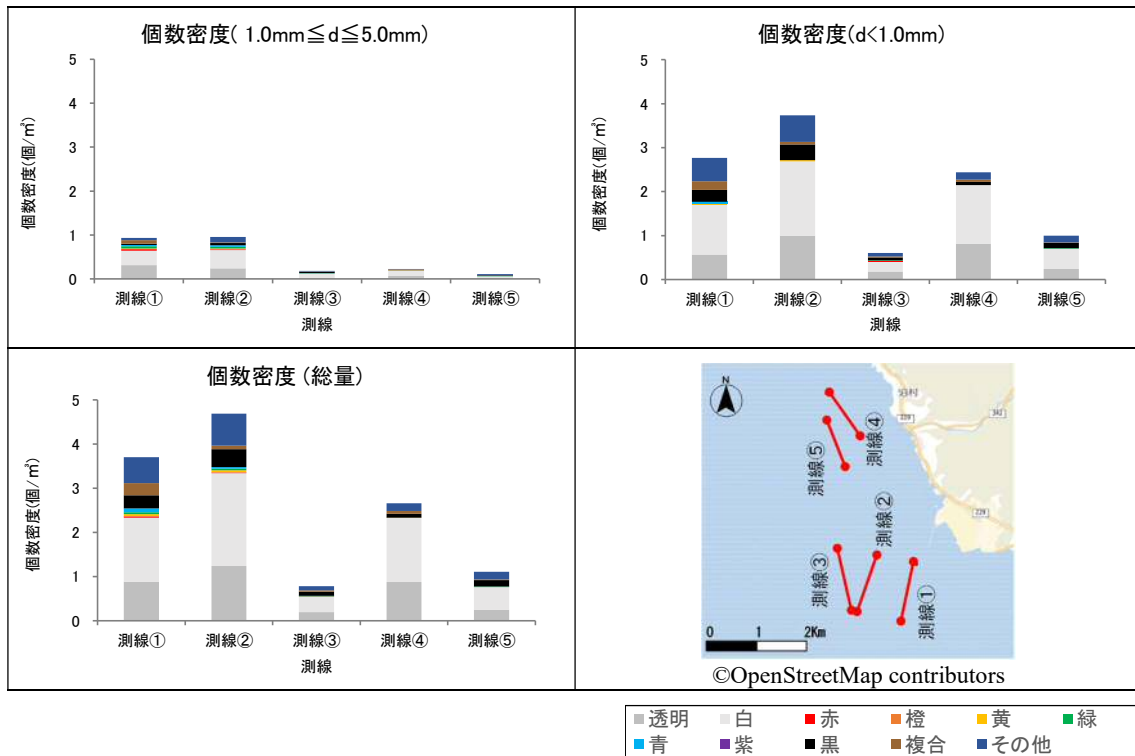 個数密度( 1.0mm≦d≦5.0mm)
5
4
3
2
1
0
個数密度(個/㎥)
測線① 測線② 測線③ 測線④ 測線⑤
測線
個数密度(d<1.0mm)
5
4
3
2
1
0
個数密度(個/㎥)
測線① 測線② 測線③ 測線④ 測線⑤
測線
個数密度 (総量)
5
4
3
2
1
0
個数密度(個/㎥)
測線① 測線② 測線③ 測線④ 測線⑤
測線
N
泊村
229
342
測線④
測線⑤
測線②
229
測線③
測線①
0 1 2Km
©OpenStreetMap contributors
透明 白 赤 橙 黄 緑
青 紫 黒 複合 その他